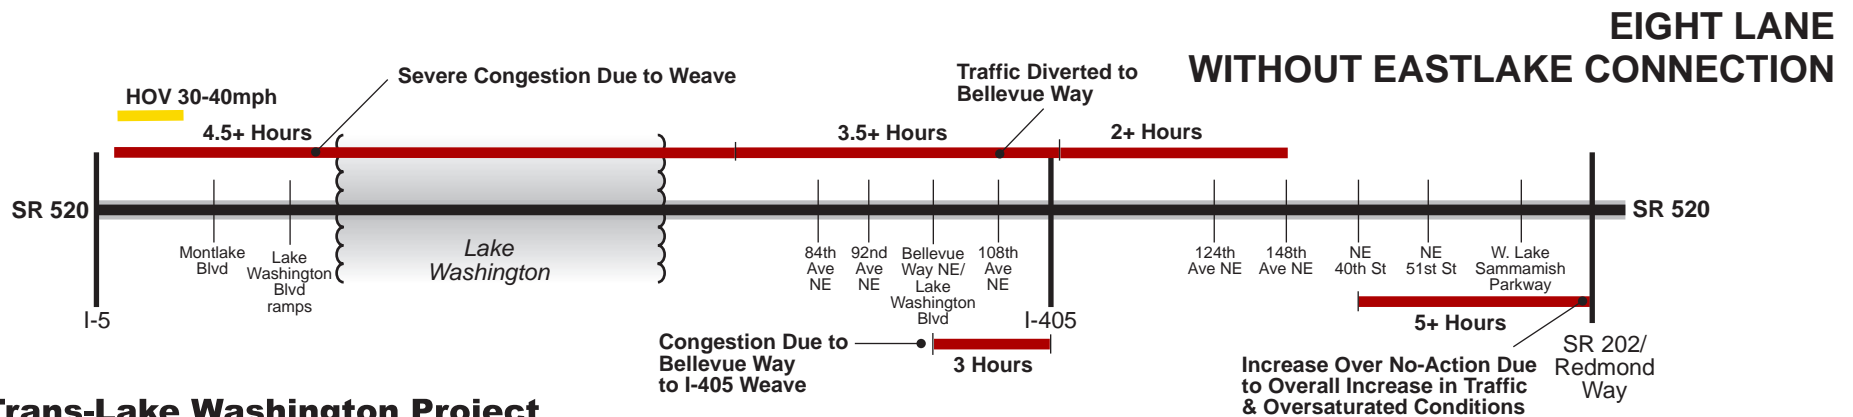 EIGHT LANE
WITHOUT EASTLAKE CONNECTION
Severe Congestion Due to Weave
Traffic Diverted to
Bellevue Way
HOV 30-40mph
4.5+ Hours
3.5+ Hours
2+ Hours
SR 520
SR 520
Montlake
Blvd
Lake
Washington
Blvd
ramps
Lake
Washington
84th
Ave
NE
92nd
Ave
NE
Bellevue
Way NE/
Lake
Washington
Blvd
108th
Ave
NE
124th
Ave NE
148th
Ave NE
NE
40th St
NE
51st St
W. Lake
Sammamish
Parkway
I-5
I-405
5+ Hours
SR 202/
Redmond
Way
Congestion Due to
Bellevue Way
to I-405 Weave
3 Hours
Increase Over No-Action Due
to Overall Increase in Traffic
& Oversaturated Conditions
Trans-Lake Washington Project